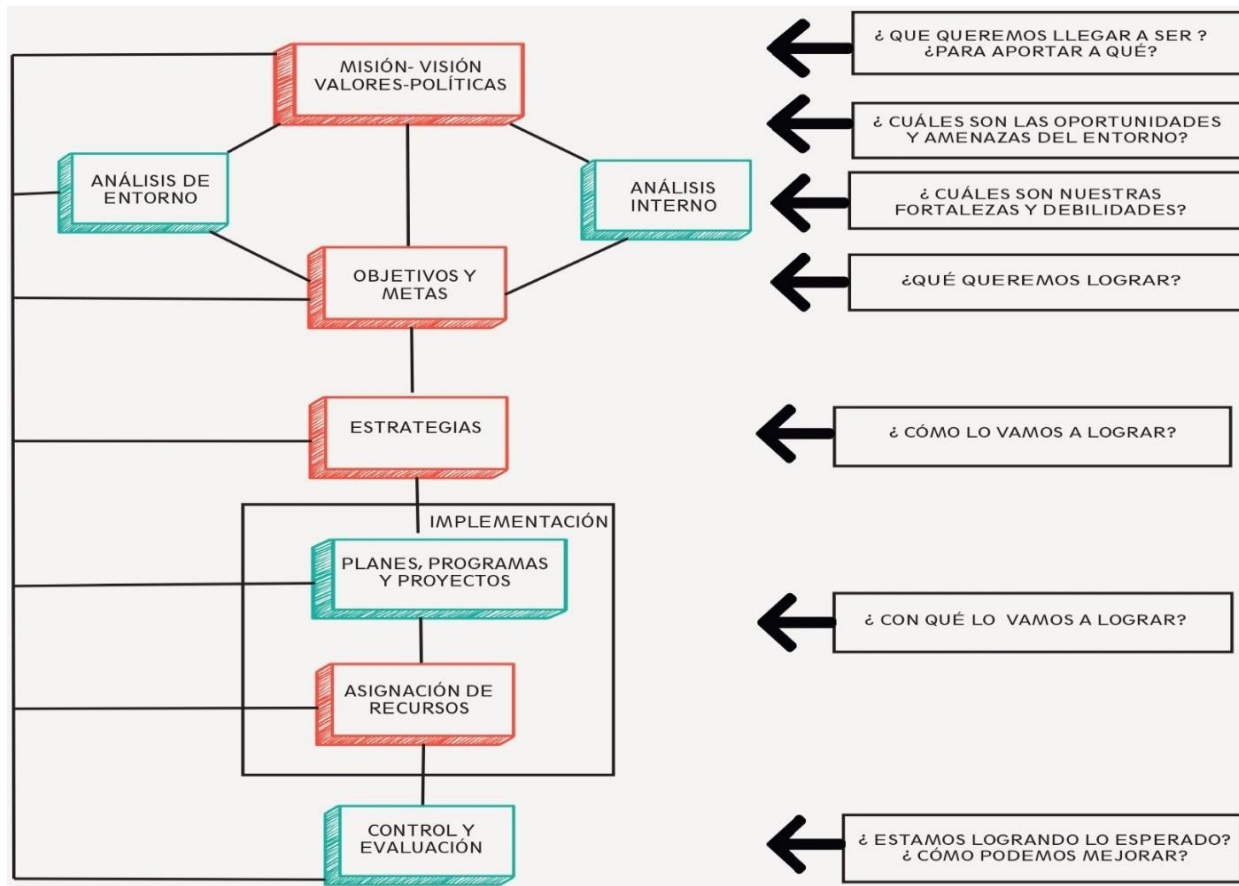 ¿ QUE QUEREMOS LLEGAR A SER ?
¿PARA APORTAR A QUÉ?
MISIÓN- VISIÓN
VALORES-POLÍTICAS
¿ CUÁLES SON LAS OPORTUNIDADES
Y AMENAZAS DEL ENTORNO?
ANÁLISIS DE
ENTORNO
ANÁLISIS
INTERNO
¿ CUÁLES SON NUESTRAS
FORTALEZAS Y DEBILIDADES?
OBJETIVOS Y
METAS
¿QUÉ QUEREMOS LOGRAR?
ESTRATEGIAS
¿ CÓMO LO VAMOS A LOGRAR?
IMPLEMENTACIÓN
PLANES, PROGRAMAS
Y PROYECTOS
¿ CON QUÉ LO VAMOS A LOGRAR?
ASIGNACIÓN DE
RECURSOS
CONTROL Y
EVALUACIÓN
¿ ESTAMOS LOGRANDO LO ESPERADO?
¿ CÓMO PODEMOS MEJORAR?